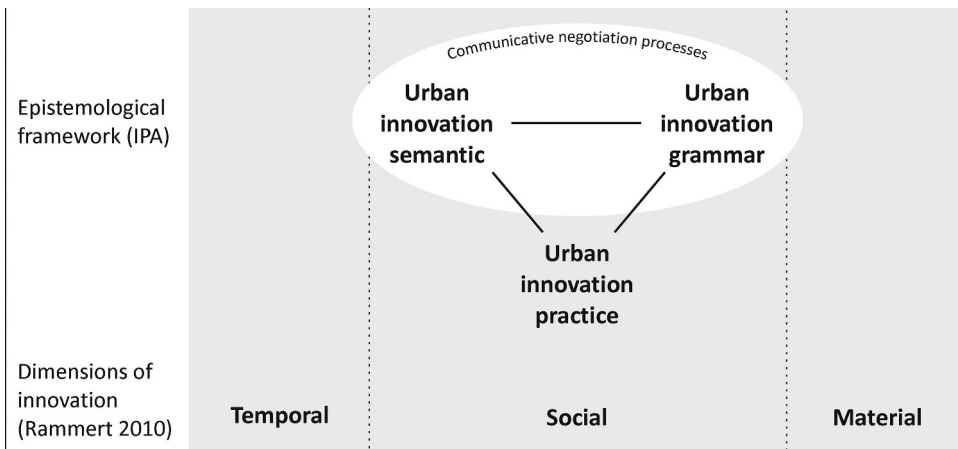 Communicative negotiation processes
Epistemological
framework (IPA)
Urban
innovation
semantic
Urban
innovation
grammar
Urban
innovation
practice
Dimensions of
innovation
(Rammert 2010)
Temporal
Social
Material